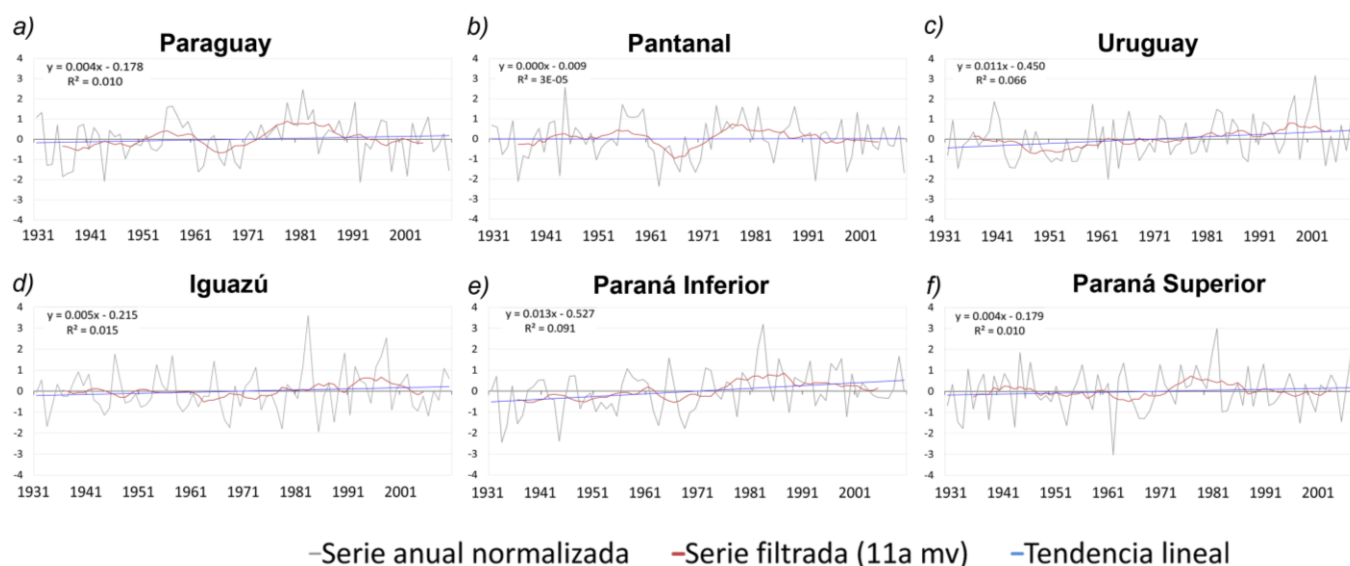 a)
Paraguay
y = 0.004x - 0.178
R² = 0.010
4
3
2
1
0
-1
-2
-3
-4
1931 1941 1951 1961 1971 1981 1991 2001
b)
Pantanal
y = 0.000x - 0.009
R² = 3E-05
4
3
2
1
0
-1
-2
-3
-4
1931 1941 1951 1961 1971 1981 1991 2001
c)
Uruguay
y = 0.011x - 0.450
R² = 0.066
4
3
2
1
0
-1
-2
-3
-4
1931 1941 1951 1961 1971 1981 1991 2001
d)
Iguazú
y = 0.005x - 0.215
R² = 0.015
4
3
2
1
0
-1
-2
-3
-4
1931 1941 1951 1961 1971 1981 1991 2001
e)
Paraná Inferior
y = 0.013x - 0.527
R² = 0.091
4
3
2
1
0
-1
-2
-3
-4
1931 1941 1951 1961 1971 1981 1991 2001
f)
Paraná Superior
y = 0.004x - 0.179
R² = 0.010
4
3
2
1
0
-1
-2
-3
-4
1931 1941 1951 1961 1971 1981 1991 2001
Serie anual normalizada Serie filtrada (11a mv) Tendencia lineal